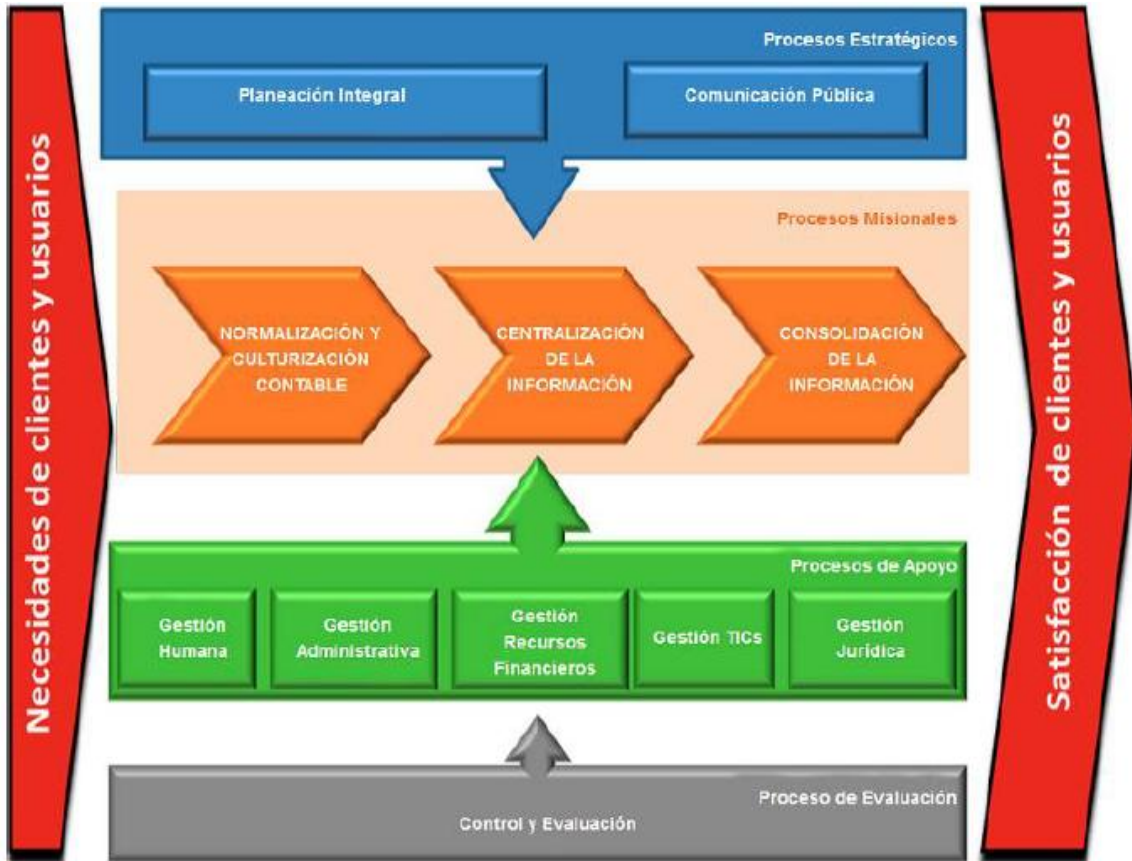 Necesidades de clientes y usuarios
Procesos Estratégicos
Planeación Integral
Comunicación Pública
Procesos Misionales
NORMALIZACIÓN Y
CULTURIZACIÓN
CONTABLE
CENTRALIZACIÓN
DE LA
INFORMACIÓN
CONSOLIDACIÓN
DE LA
INFORMACIÓN
Procesos de Apoyo
Gestión
Humana
Gestión
Administrativa
Gestión
Recursos
Financieros
Gestión TICs
Gestión
Jurídica
Proceso de Evaluación
Control y Evaluación
Satisfacción de clientes y usuarios